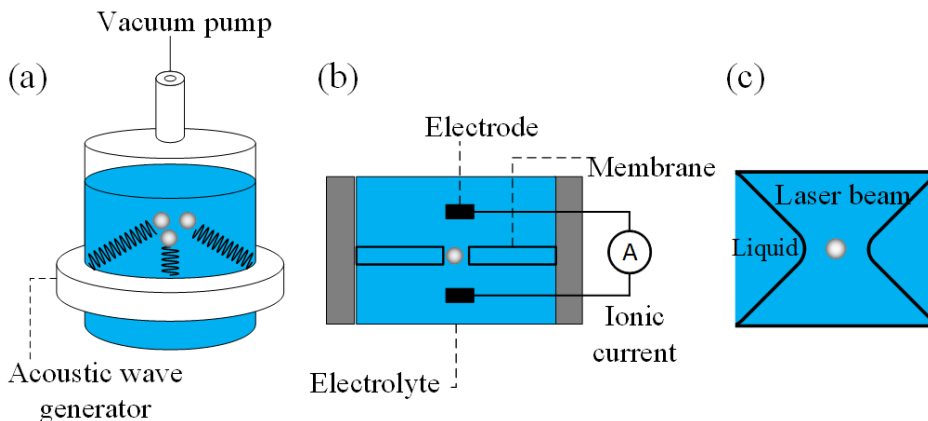 Vacuum pump
(a)
Acoustic wave
generator
(b)
Electrode
Membrane
A
Ionic
current
Electrolyte
(c)
Laser beam
Liquid